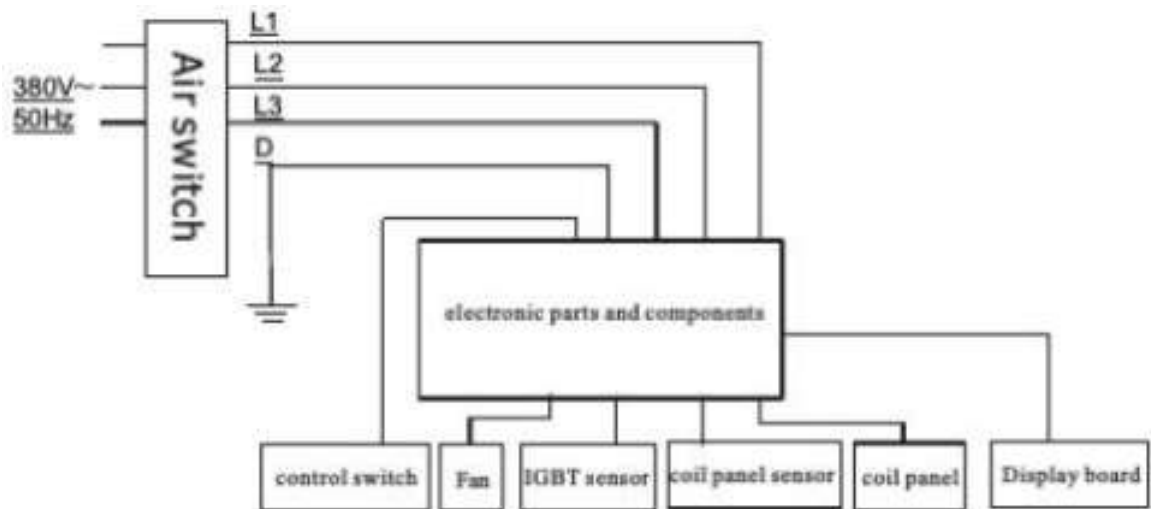 L1
L2
L3
D
380V~
50Hz
Air switch
electronic parts and components
control switch
Fan
IGBT sensor
coil panel sensor
coil panel
Display board